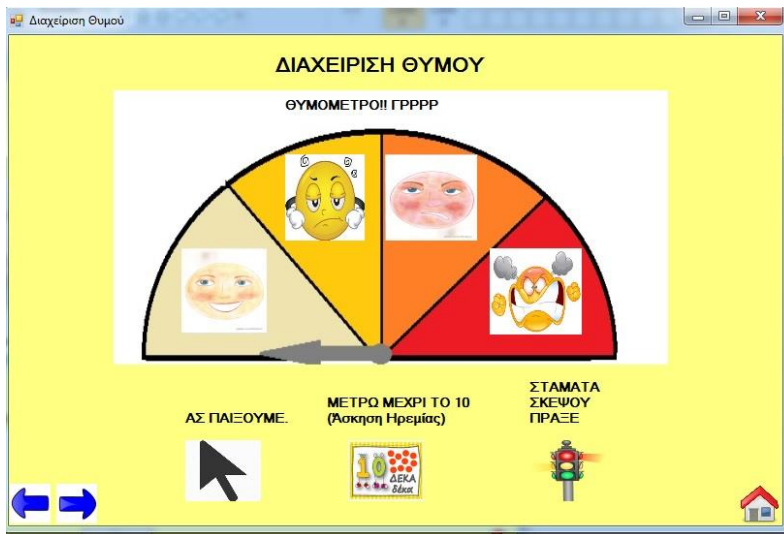 Διαχείριση Θυμού
ΔΙΑΧΕΙΡΙΣΗ ΘΥΜΟΥ
ΘΥΜΟΜΕΤΡΟ!! ΓΡΡΡΡ
ΑΣ ΠΑΙΞΟΥΜΕ.
ΜΕΤΡΩ ΜΕΧΡΙ ΤΟ 10
(Άσκηση Ηρεμίας)
ΣΤΑΜΑΤΑ
ΣΚΕΨΟΥ
ΠΡΑΞΕ
10
ΔΕΚΑ
δέκα